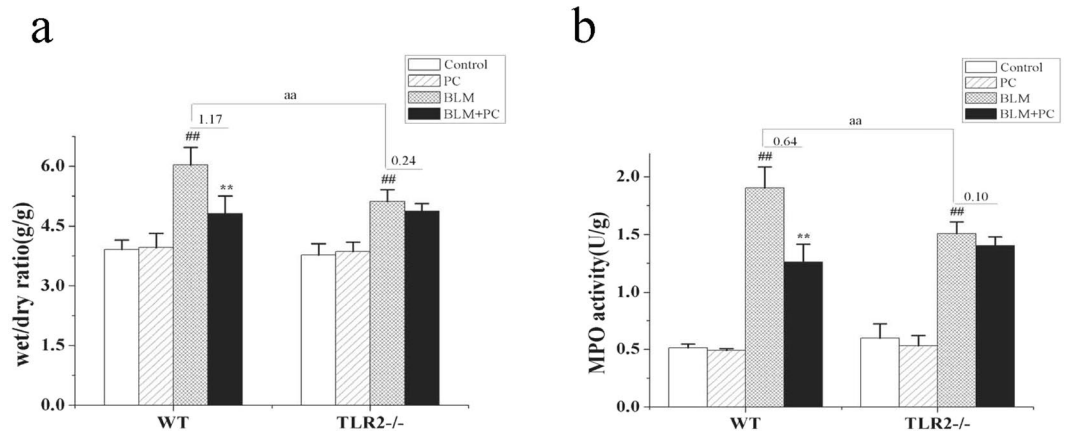 a
Control
PC
BLM
BLM+PC
aa
1.17
##
**
0.24
##
6.0
4.5
3.0
1.5
0.0
wet/dry ratio(g/g)
WT
TLR2-/-
b
Control
PC
BLM
BLM+PC
aa
0.64
##
**
0.10
##
2.0
1.5
1.0
0.5
0.0
MPO activity(U/g)
WT
TLR2-/-